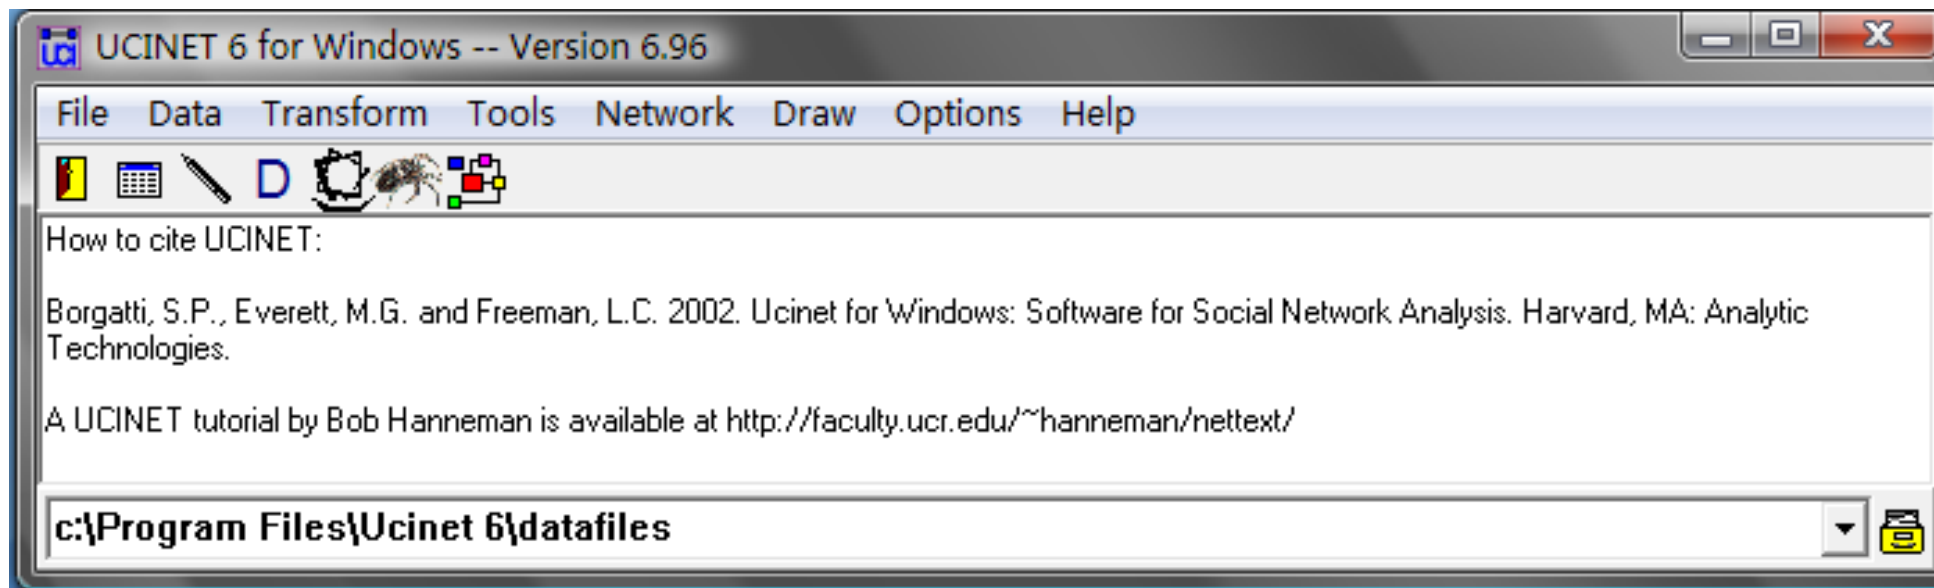 UCINET 6 for Windows -- Version 6.96
File Data Transform Tools Network Draw Options Help
D
How to cite UCINET:
Borgatti, S.P., Everett, M.G. and Freeman, L.C. 2002. Ucinet for Windows: Software for Social Network Analysis. Harvard, MA: Analytic
Technologies.
A UCINET tutorial by Bob Hanneman is available at http://faculty.ucr.edu/~hanneman/nettext/
c:\Program Files\Ucinet 6\datafiles